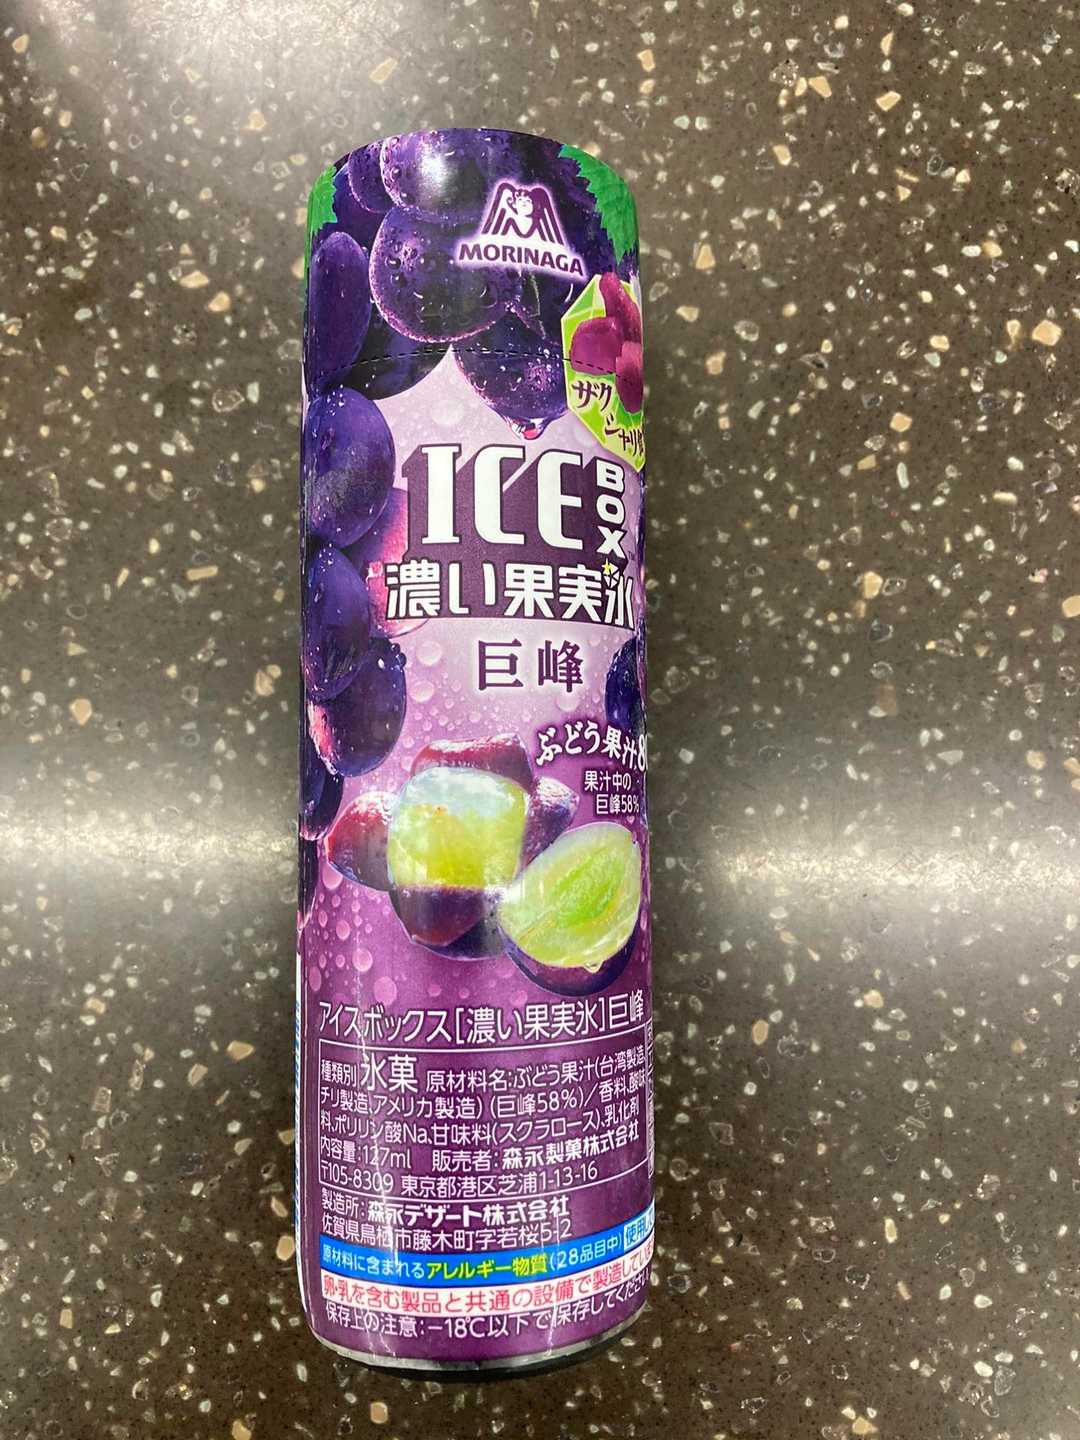 MORINAGA
ザク
シャリ
ICE BOX
濃い果実氷
巨峰
ぶどう果汁
果汁中の
巨峰58%
アイスボックス[濃い果実氷]巨峰
種類別 氷菓 原材料名:ぶどう果汁(台湾製造、
チリ製造、アメリカ製造) (巨峰58%)/香料、酸味
料、ポリリン酸Na、甘味料(スクラロース)、乳化剤
内容量:127ml 販売者:森永製菓株式会社
〒105-8309 東京都港区芝浦1-13-16
製造所:森永デザート株式会社
佐賀県鳥栖市藤木町字若桜5-2
原材料に含まれるアレルギー物質(28品目中) 使用
卵・乳を含む製品と共通の設備で製造してい
保存上の注意:-18℃以下で保存してください